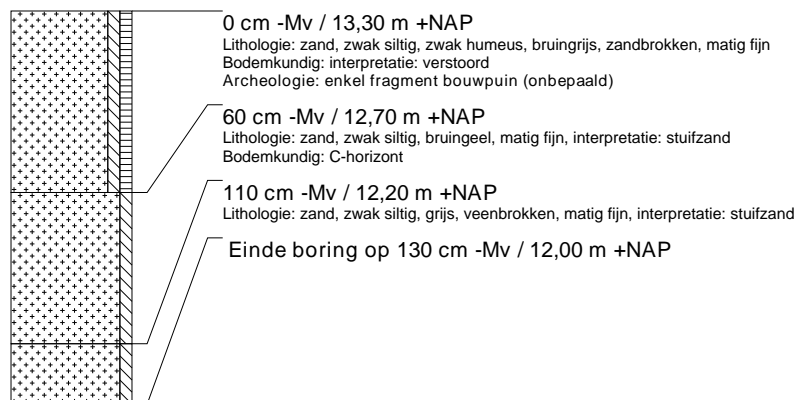 0 cm -Mv / 13,30 m +NAP
Lithologie: zand, zwak siltig, zwak humeus, bruingrijs, zandbrokken, matig fijn
Bodemkundig: interpretatie: verstoord
Archeologie: enkel fragment bouwpuin (onbepaald)
60 cm -Mv / 12,70 m +NAP
Lithologie: zand, zwak siltig, bruingeel, matig fijn, interpretatie: stuifzand
Bodemkundig: C-horizont
110 cm -Mv / 12,20 m +NAP
Lithologie: zand, zwak siltig, grijs, veenbrokken, matig fijn, interpretatie: stuifzand
Einde boring op 130 cm -Mv / 12,00 m +NAP